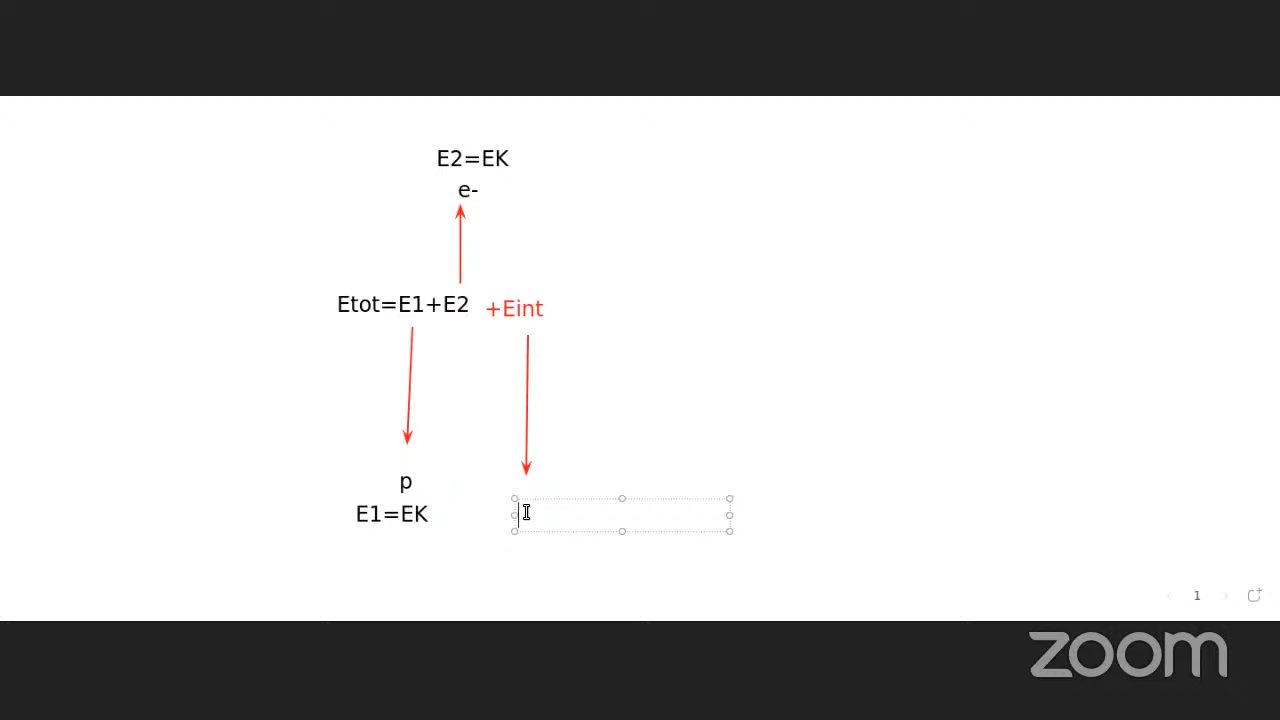 E2=EK
e-
Etot=E1+E2 +Eint
p
E1=EK
1
zoom